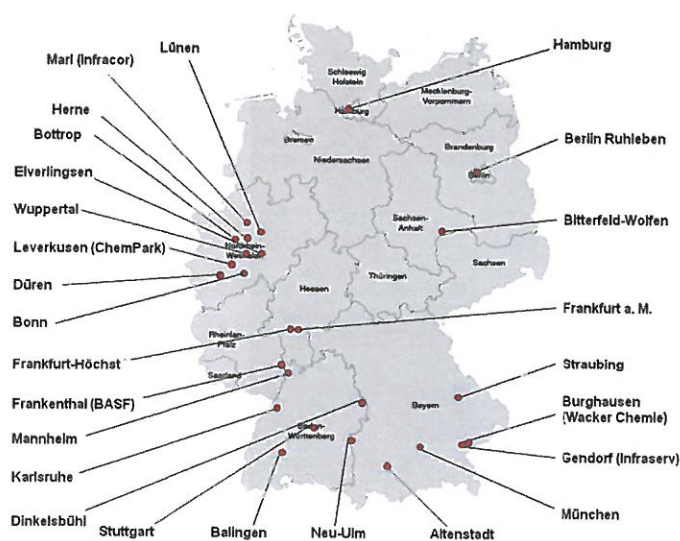 Marl (Infracor)
Lünen
Herne
Bottrop
Elverlingsen
Wuppertal
Leverkusen (ChemPark)
Düren
Bonn
Frankfurt-Höchst
Frankenthal (BASF)
Mannheim
Karlsruhe
Dinkelsbühl
Stuttgart
Balingen
Neu-Ulm
Altenstadt
München
Gendorf (Infraserv)
Burghausen
(Wacker Chemie)
Straubing
Frankfurt a. M.
Bitterfeld-Wolfen
Berlin Ruhleben
Hamburg
Schleswig
Holstein
Mecklenburg-
Vorpommern
Hamburg
Bremen
Niedersachsen
Brandenburg
Berlin
Sachsen-
Anhalt
Nordrhein-
Westfalen
Hessen
Thüringen
Sachsen
Rheinlan-
Pfalz
Saarland
Bayern
Baden-
Württemberg